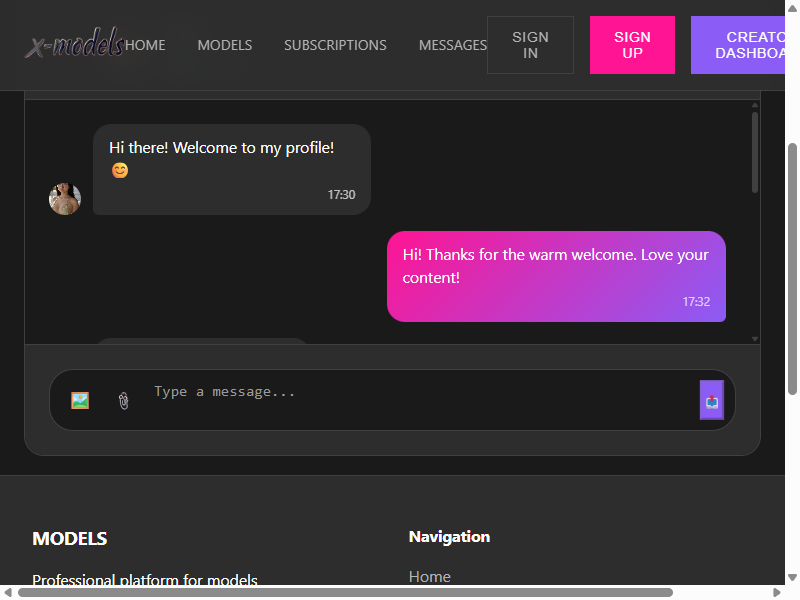 x-models
HOME
MODELS
SUBSCRIPTIONS
MESSAGES
SIGN
IN
SIGN
UP
CREATO
DASHBOA
Hi there! Welcome to my profile!
😊
17:30
Hi! Thanks for the warm welcome. Love your
content!
17:32
Type a message...
MODELS
Professional platform for models
Navigation
Home